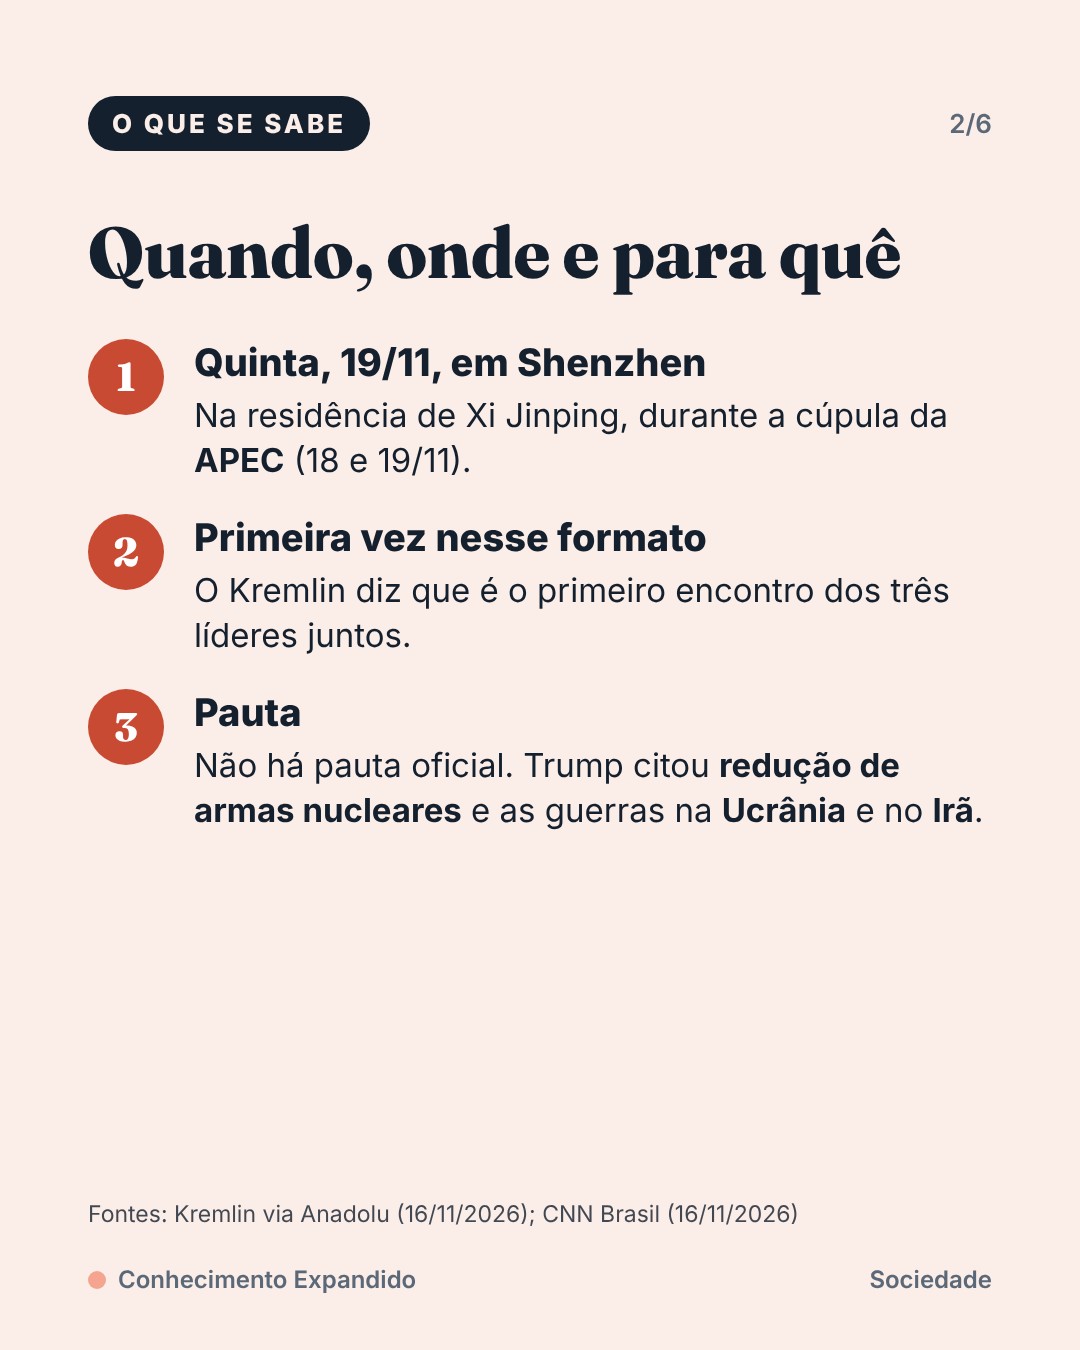 O QUE SE SABE
2/6
Quando, onde e para quê
1
Quinta, 19/11, em Shenzhen
Na residência de Xi Jinping, durante a cúpula da
APEC (18 e 19/11).
2
Primeira vez nesse formato
O Kremlin diz que é o primeiro encontro dos três
líderes juntos.
3
Pauta
Não há pauta oficial. Trump citou redução de
armas nucleares e as guerras na Ucrânia e no Irã.
Fontes: Kremlin via Anadolu (16/11/2026); CNN Brasil (16/11/2026)
Conhecimento Expandido
Sociedade